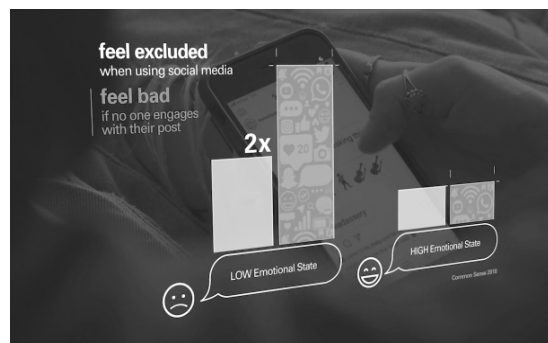 feel excluded
when using social media
feel bad
if no one engages
with their post
2x
20
LOW Emotional State
HIGH Emotional State
Common Sense 2018